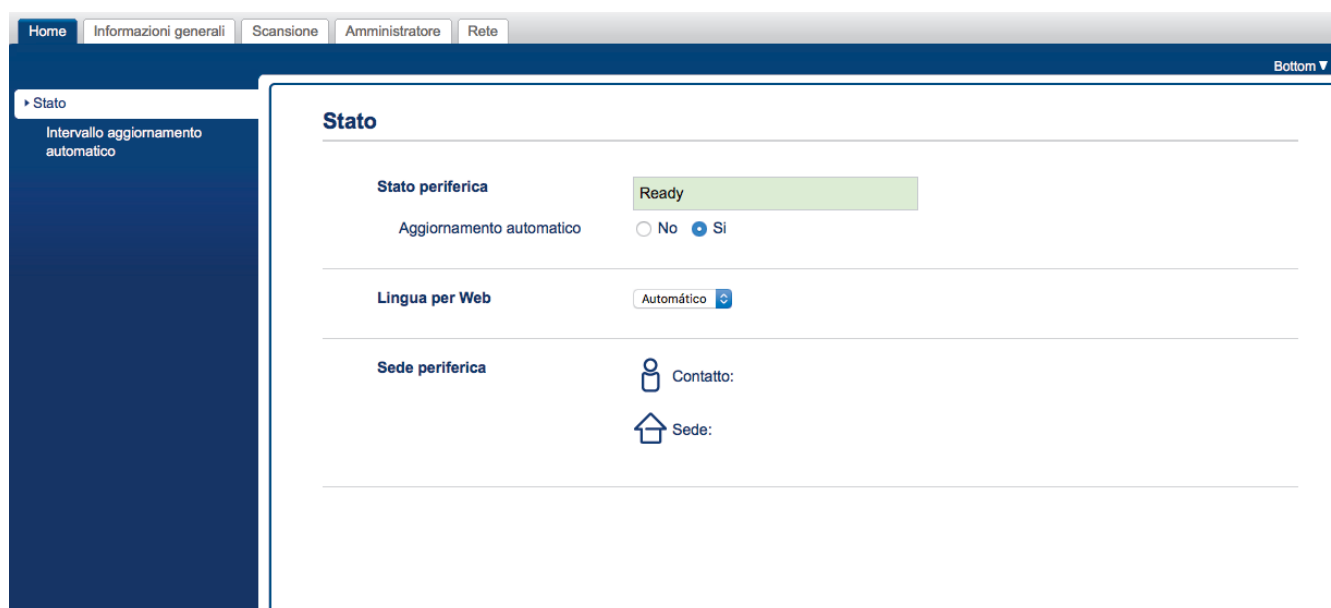 Home Informazioni generali Scansione Amministratore Rete
Bottom ▼
Stato
Intervallo aggiornamento
automatico
Stato
Stato periferica Ready
Aggiornamento automatico No Si
Lingua per Web Automático
Sede periferica Contatto:
Sede: